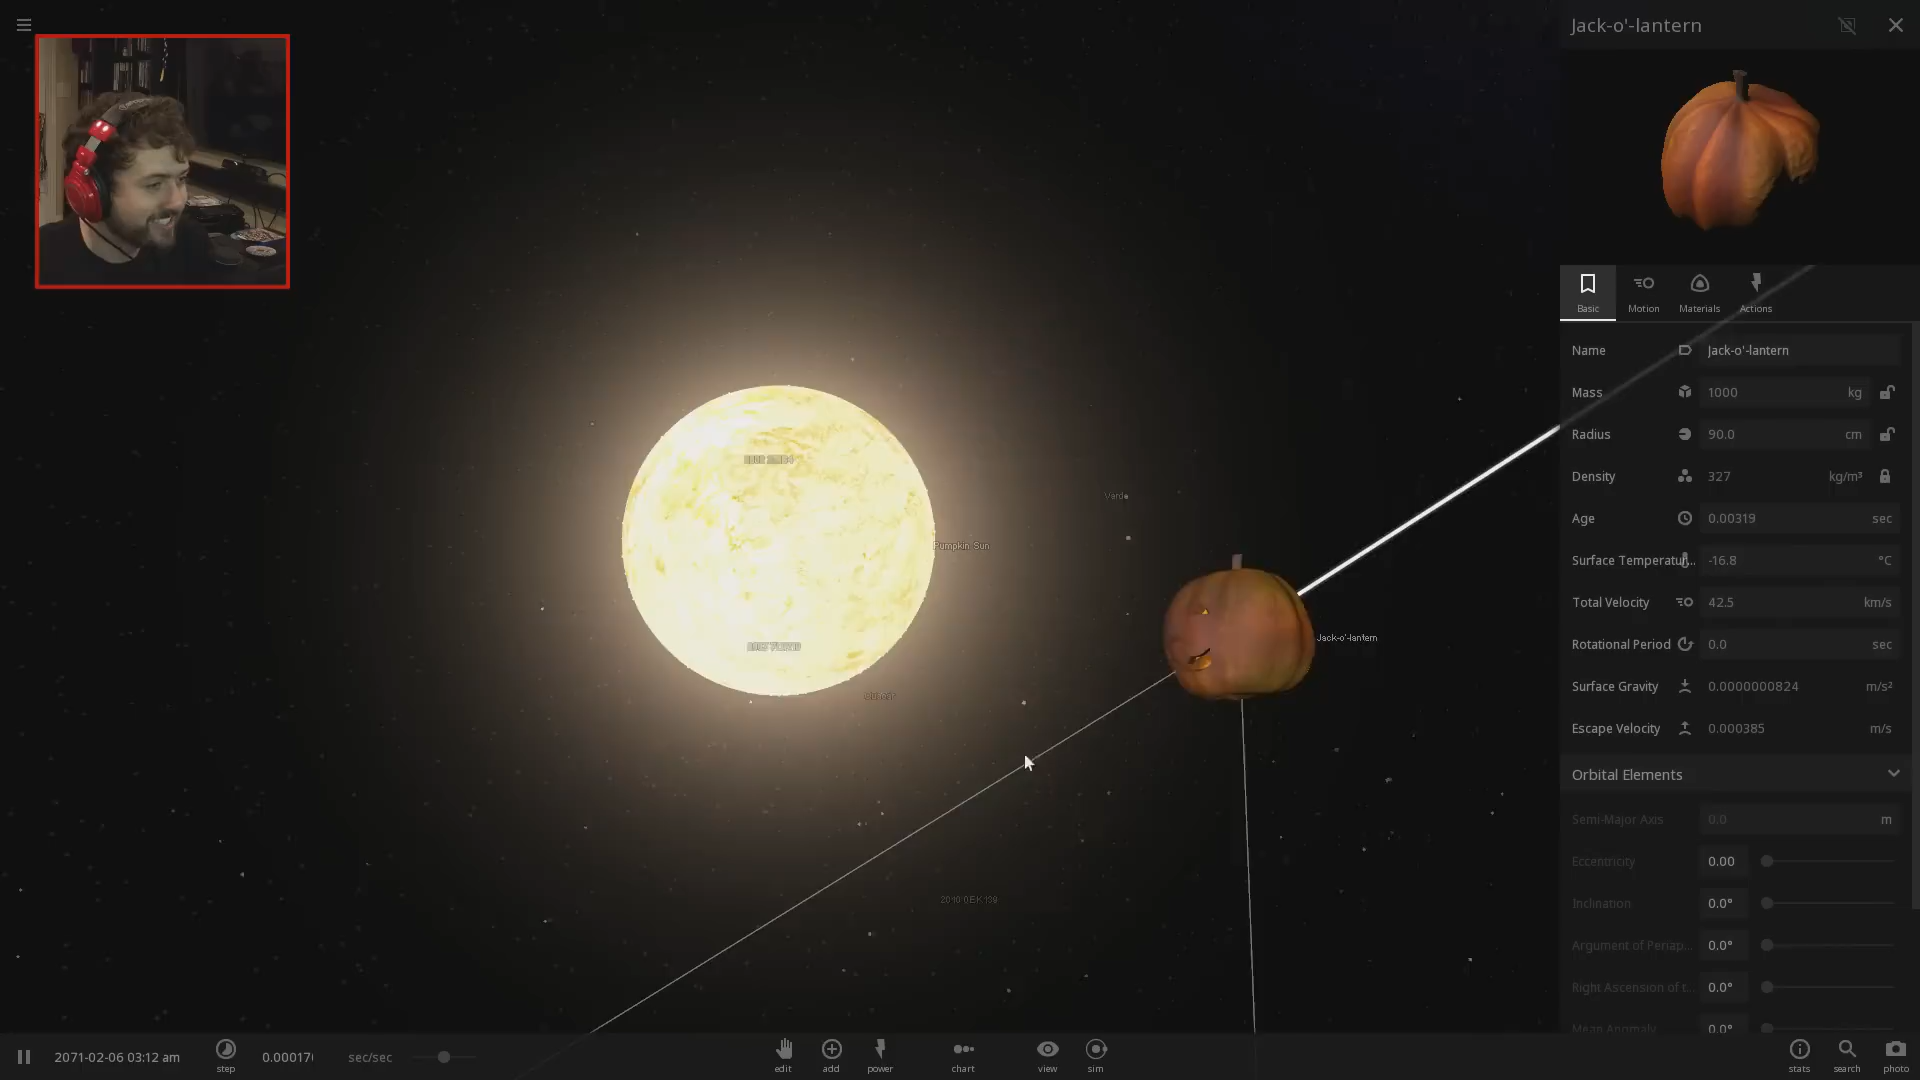 Jack-o'-lantern
Basic
Motion
Materials
Actions
Name
Jack-o'-lantern
Mass
1000
kg
Radius
90.0
cm
Density
327
kg/m³
Age
0.00319
sec
Surface Temperatur...
-16.8
°C
Total Velocity
42.5
km/s
Rotational Period
0.0
sec
Surface Gravity
0.0000000824
m/s²
Escape Velocity
0.000385
m/s
Orbital Elements
Semi-Major Axis
0.0
m
Eccentricity
0.00
Inclination
0.0°
Argument of Periap...
0.0°
Right Ascension of t...
0.0°
Mean Anomaly
0.0°
Varda
Pumpkin Sun
Jack-o'-lantern
2071-02-06 03:12 am
step
0.00017
sec/sec
edit
add
power
chart
view
sim
stats
search
photo